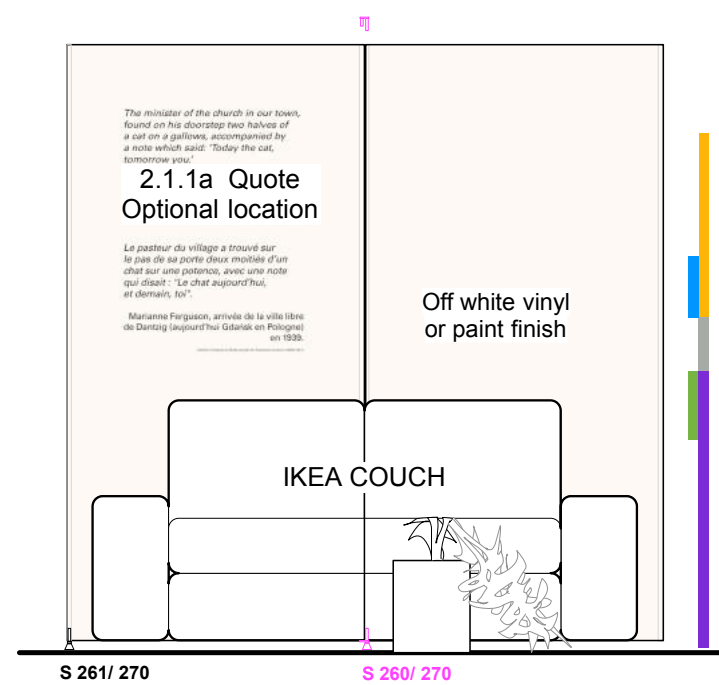 The minister of the church in our town,
found on his doorstep two halves of
a cat on a gallows, accompanied by
a note which said: 'Today the cat,
tomorrow you.'
2.1.1a Quote
Optional location
Le pasteur du village a trouvé sur
le pas de sa porte deux moitiés d'un
chat sur une potence, avec une note
qui disait : "Le chat aujourd'hui,
et demain, toi".
Marianne Ferguson, arrivée de la ville libre
de Dantzig (aujourd'hui Gdańsk en Pologne)
en 1939.
Off white vinyl
or paint finish
IKEA COUCH
S 261/ 270
S 260/ 270